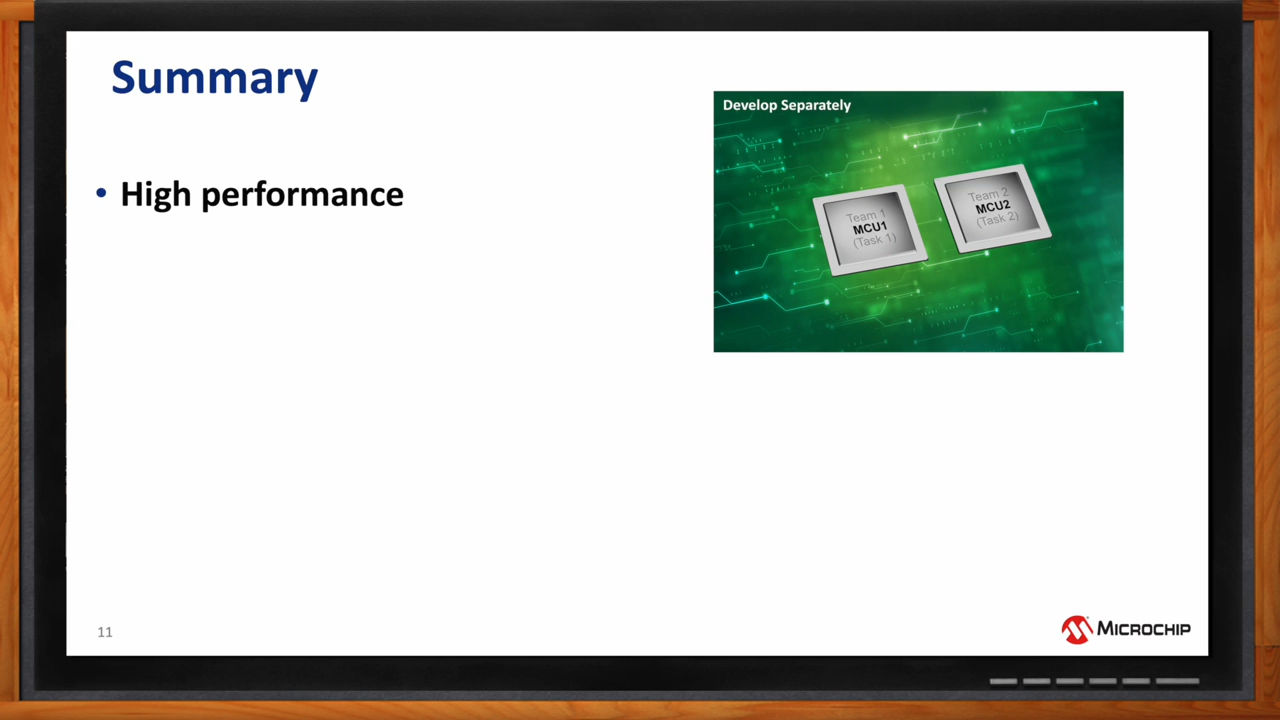 Summary
• High performance
Develop Separately
Team 1
MCU1
(Task 1)
Team 2
MCU2
(Task 2)
11
MICROCHIP